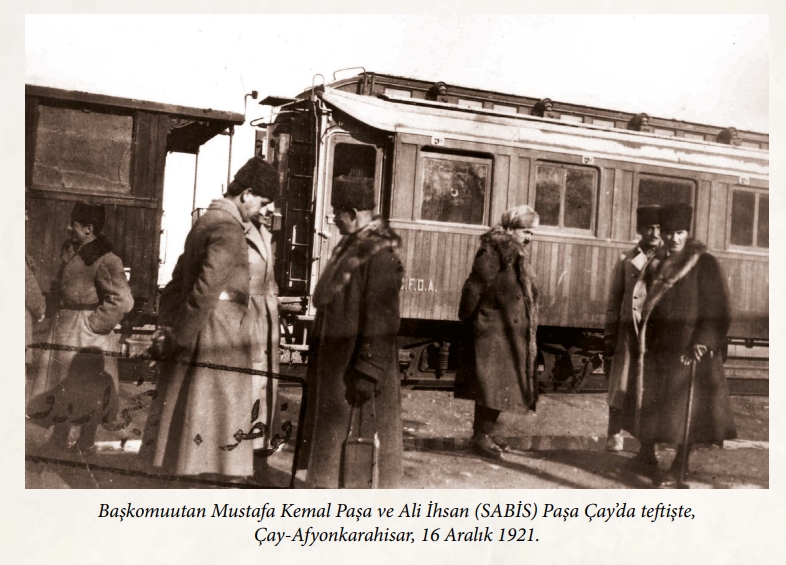 C.F.O.A.
Başkomuutan Mustafa Kemal Paşa ve Ali İhsan (SABİS) Paşa Çay'da teftişte,
Çay-Afyonkarahisar, 16 Aralık 1921.